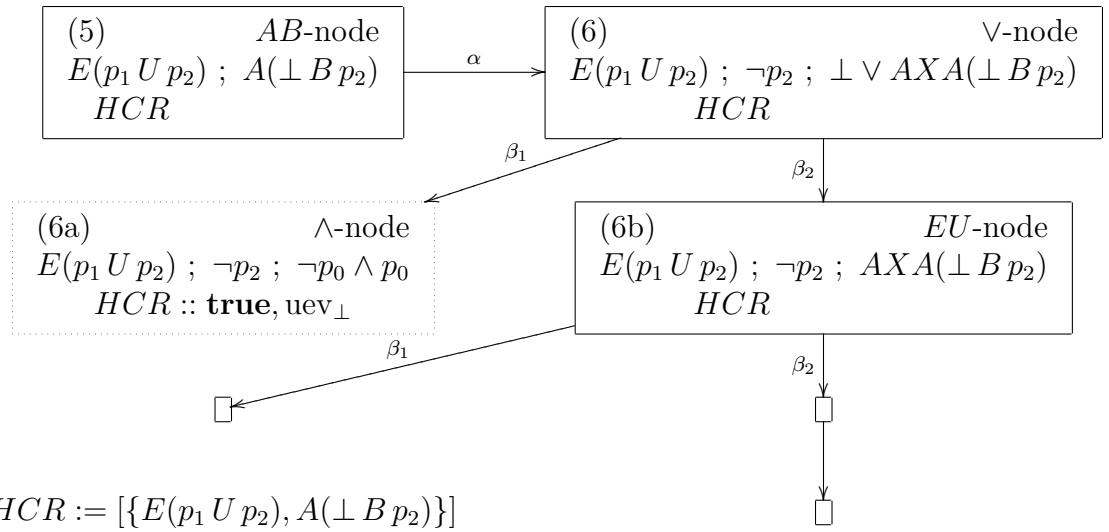 (5) AB-node
E(p₁ U p₂) ; A(⊥ B p₂)
HCR
α
(6) ∨-node
E(p₁ U p₂) ; ¬p₂ ; ⊥ ∨ AXA(⊥ B p₂)
HCR
β₁
β₂
(6a) ∧-node
E(p₁ U p₂) ; ¬p₂ ; ¬p₀ ∧ p₀
HCR :: true, uev⊥
(6b) EU-node
E(p₁ U p₂) ; ¬p₂ ; AXA(⊥ B p₂)
HCR
β₁
β₂
HCR := [{E(p₁ U p₂), A(⊥ B p₂)}]